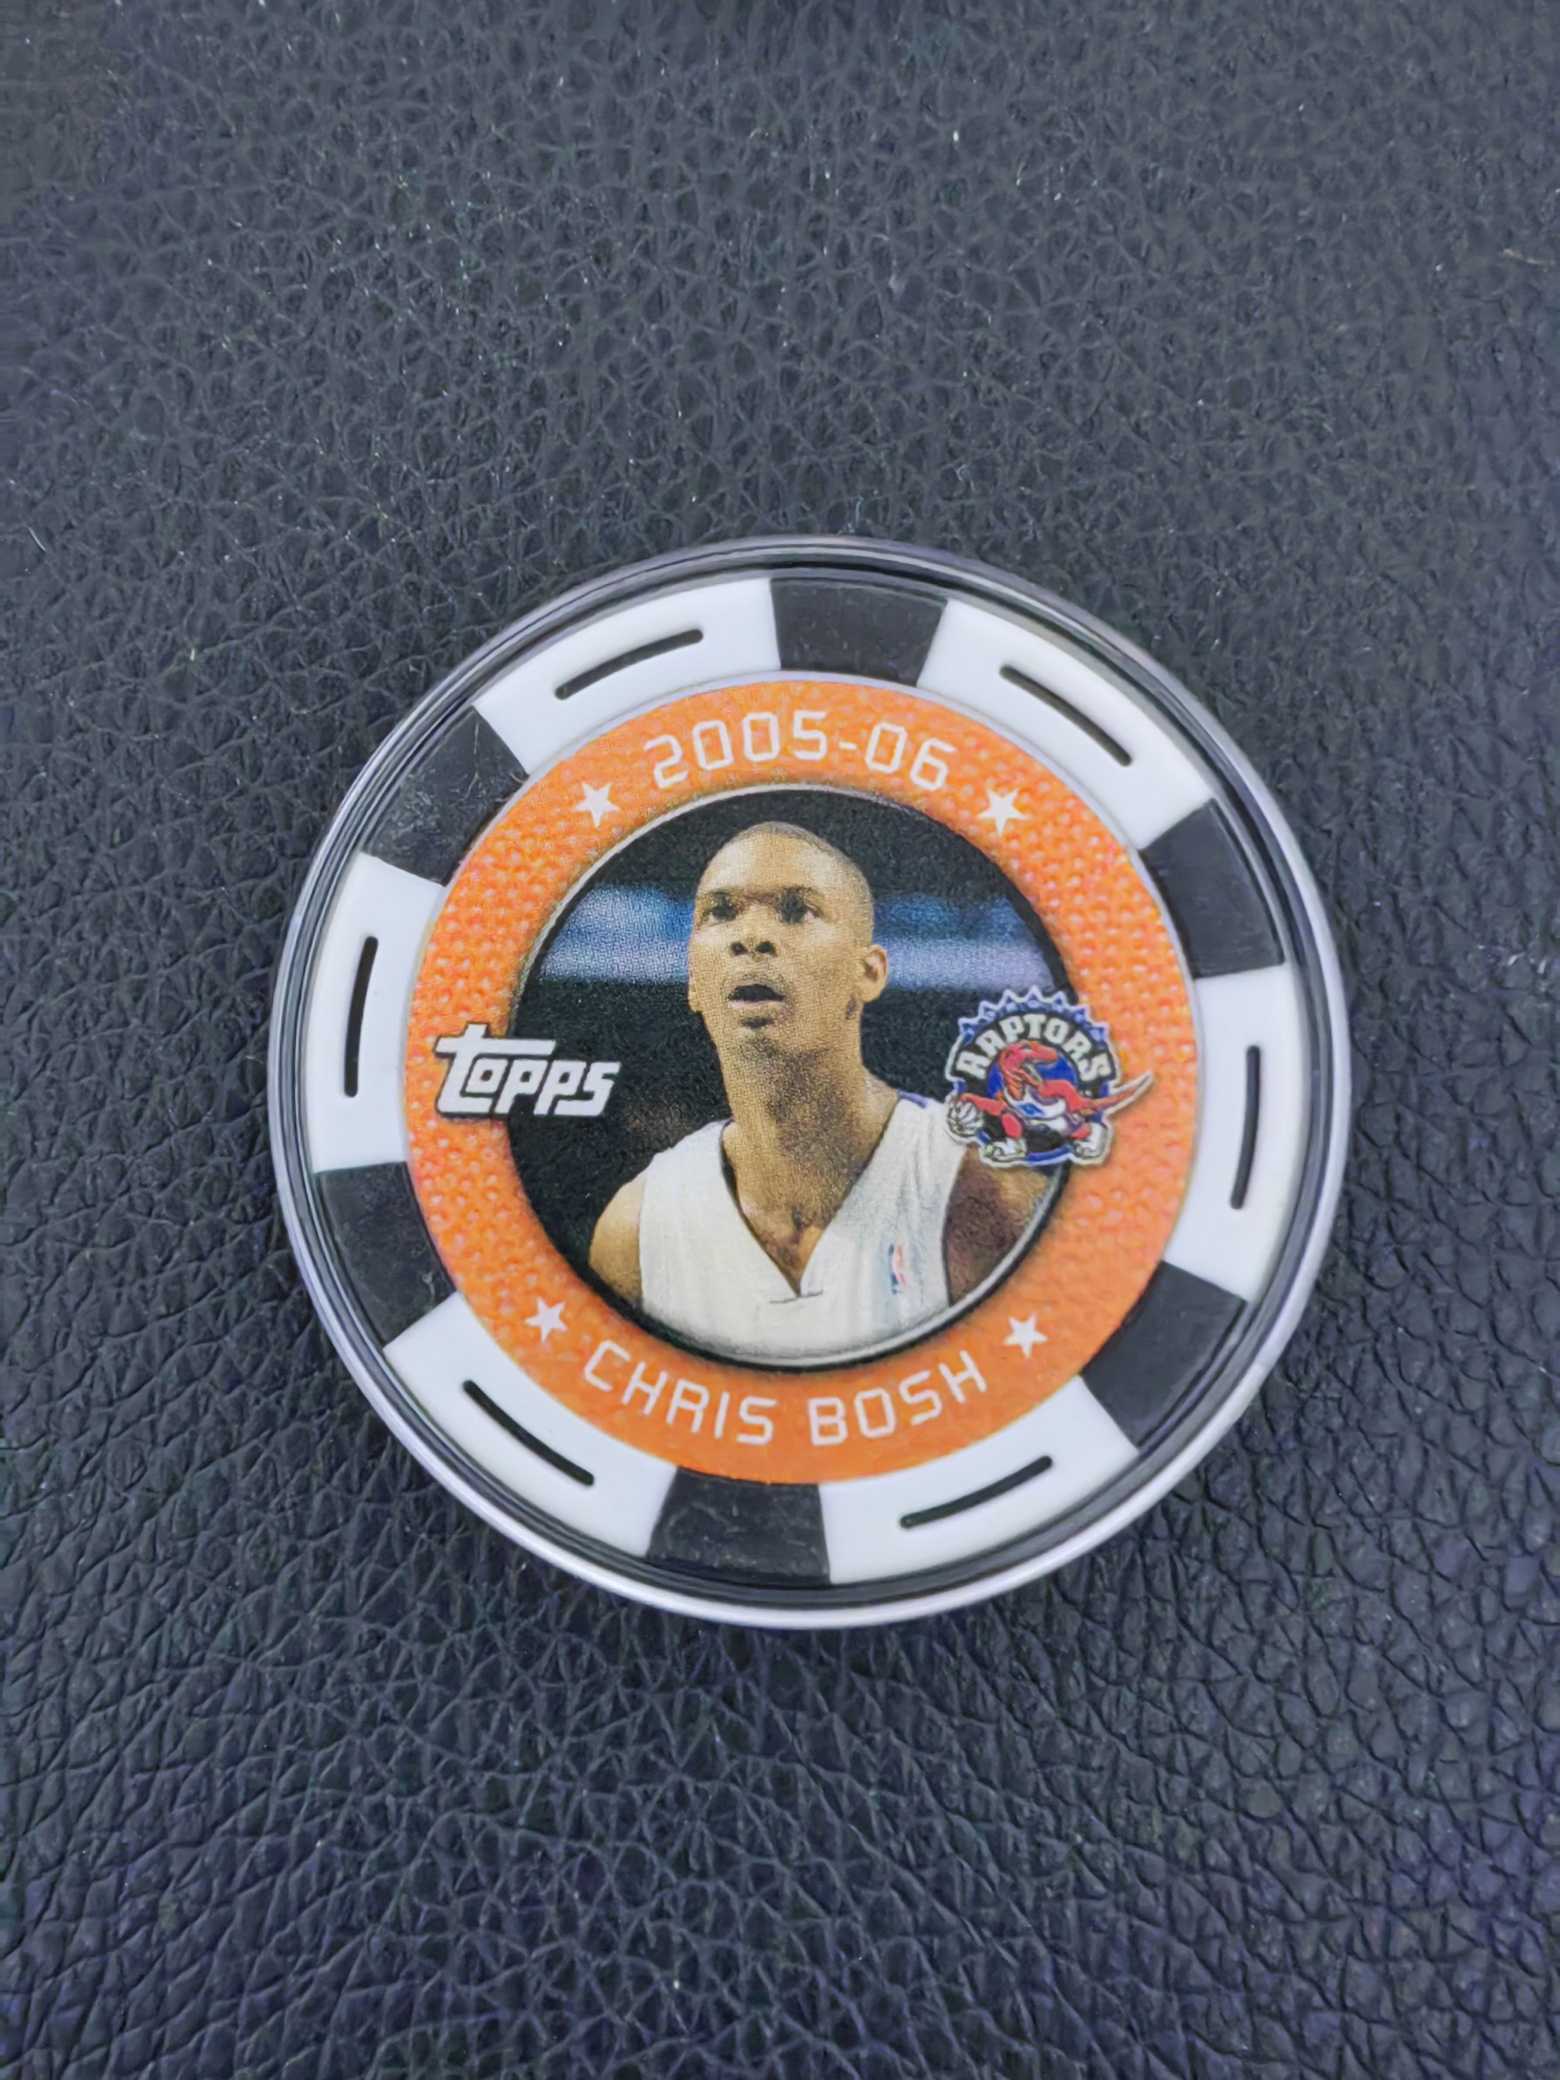 2005-06
topps
RAPTORS
CHRIS BOSH